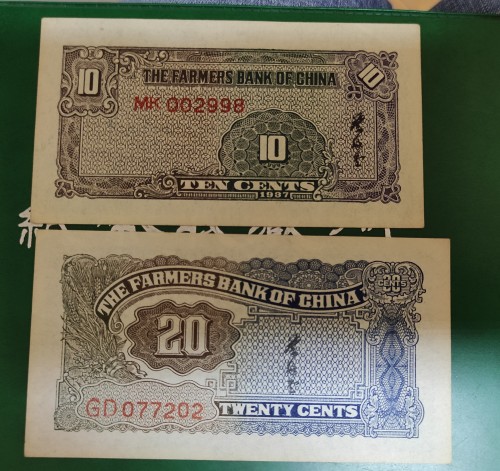 10
10
THE FARMERS BANK OF CHINA
MK 002998
10
TEN CENTS
1937
THE FARMERS BANK OF CHINA
20
20
GD077202
TWENTY CENTS